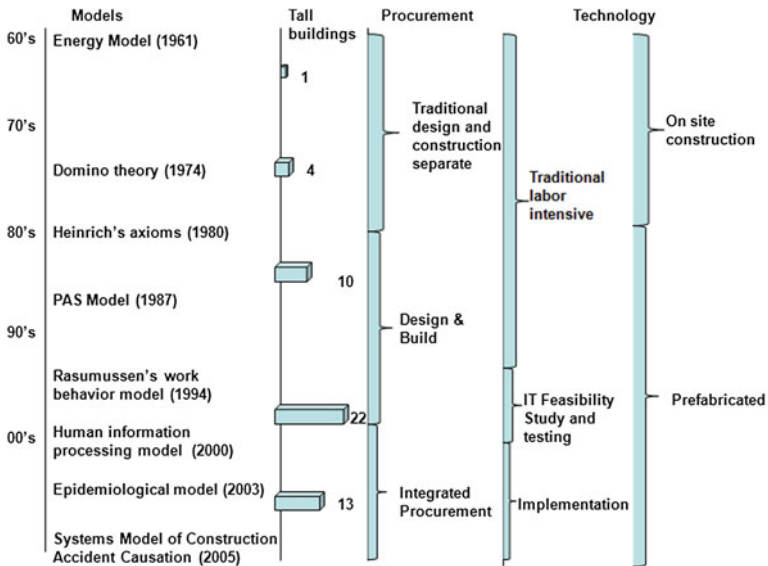 Models
Tall
buildings
Procurement
Technology
60's
Energy Model (1961)
1
70's
Traditional
design and
construction
separate
On site
construction
Domino theory (1974)
4
Traditional
labor
intensive
80's
Heinrich's axioms (1980)
10
PAS Model (1987)
Design &
Build
90's
Rasumussen's work
behavior model (1994)
22
IT Feasibility
Study and
testing
Prefabricated
00's
Human information
processing model (2000)
Epidemiological model (2003)
13
Integrated
Procurement
Implementation
Systems Model of Construction
Accident Causation (2005)